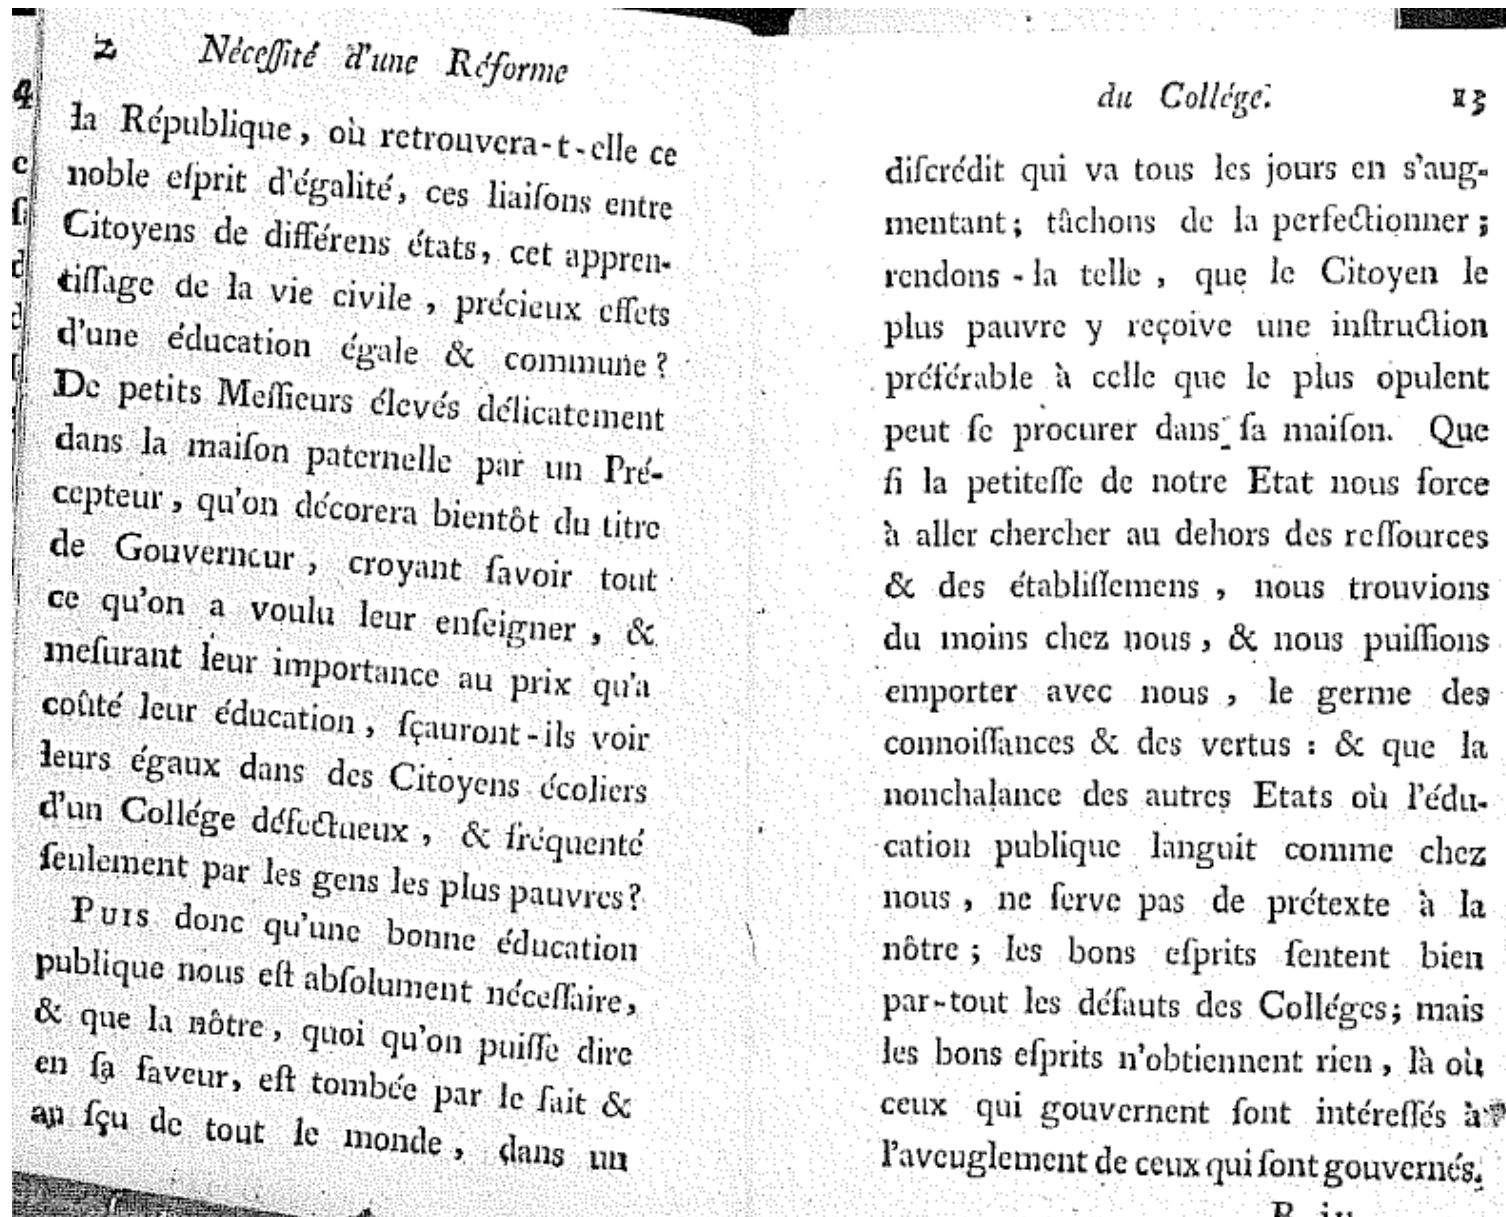 2 Néceſſité d'une Réforme
la République, où retrouvera-t-elle ce
noble eſprit d'égalité, ces liaiſons entre
Citoyens de différens états, cet appren-
tiſſage de la vie civile, précieux effets
d'une éducation égale & commune?
De petits Meſſieurs élevés délicatement
dans la maiſon paternelle par un Pré-
cepteur, qu'on décorera bientôt du titre
de Gouverneur, croyant ſavoir tout
ce qu'on a voulu leur enſeigner, &
meſurant leur importance au prix qu'a
coûté leur éducation, ſçauront-ils voir
leurs égaux dans des Citoyens écoliers
d'un Collége défectueux, & fréquenté
ſeulement par les gens les plus pauvres?
PUIS donc qu'une bonne éducation
publique nous eſt abſolument néceſſaire,
& que la nôtre, quoi qu'on puiſſe dire
en ſa faveur, eſt tombée par le fait &
au ſçu de tout le monde, dans un
du Collége. 13
diſcrédit qui va tous les jours en s'aug-
mentant; tâchons de la perfectionner;
rendons-la telle, que le Citoyen le
plus pauvre y reçoive une inſtruction
préférable à celle que le plus opulent
peut ſe procurer dans ſa maiſon. Que
ſi la petiteſſe de notre Etat nous force
à aller chercher au dehors des reſſources
& des établiſſemens, nous trouvions
du moins chez nous, & nous puiſſions
emporter avec nous, le germe des
connoiſſances & des vertus : & que la
nonchalance des autres Etats où l'édu-
cation publique languit comme chez
nous, ne ſerve pas de prétexte à la
nôtre; les bons eſprits ſentent bien
par-tout les défauts des Colléges; mais
les bons eſprits n'obtiennent rien, là où
ceux qui gouvernent ſont intéreſſés à
l'aveuglement de ceux qui ſont gouvernés.